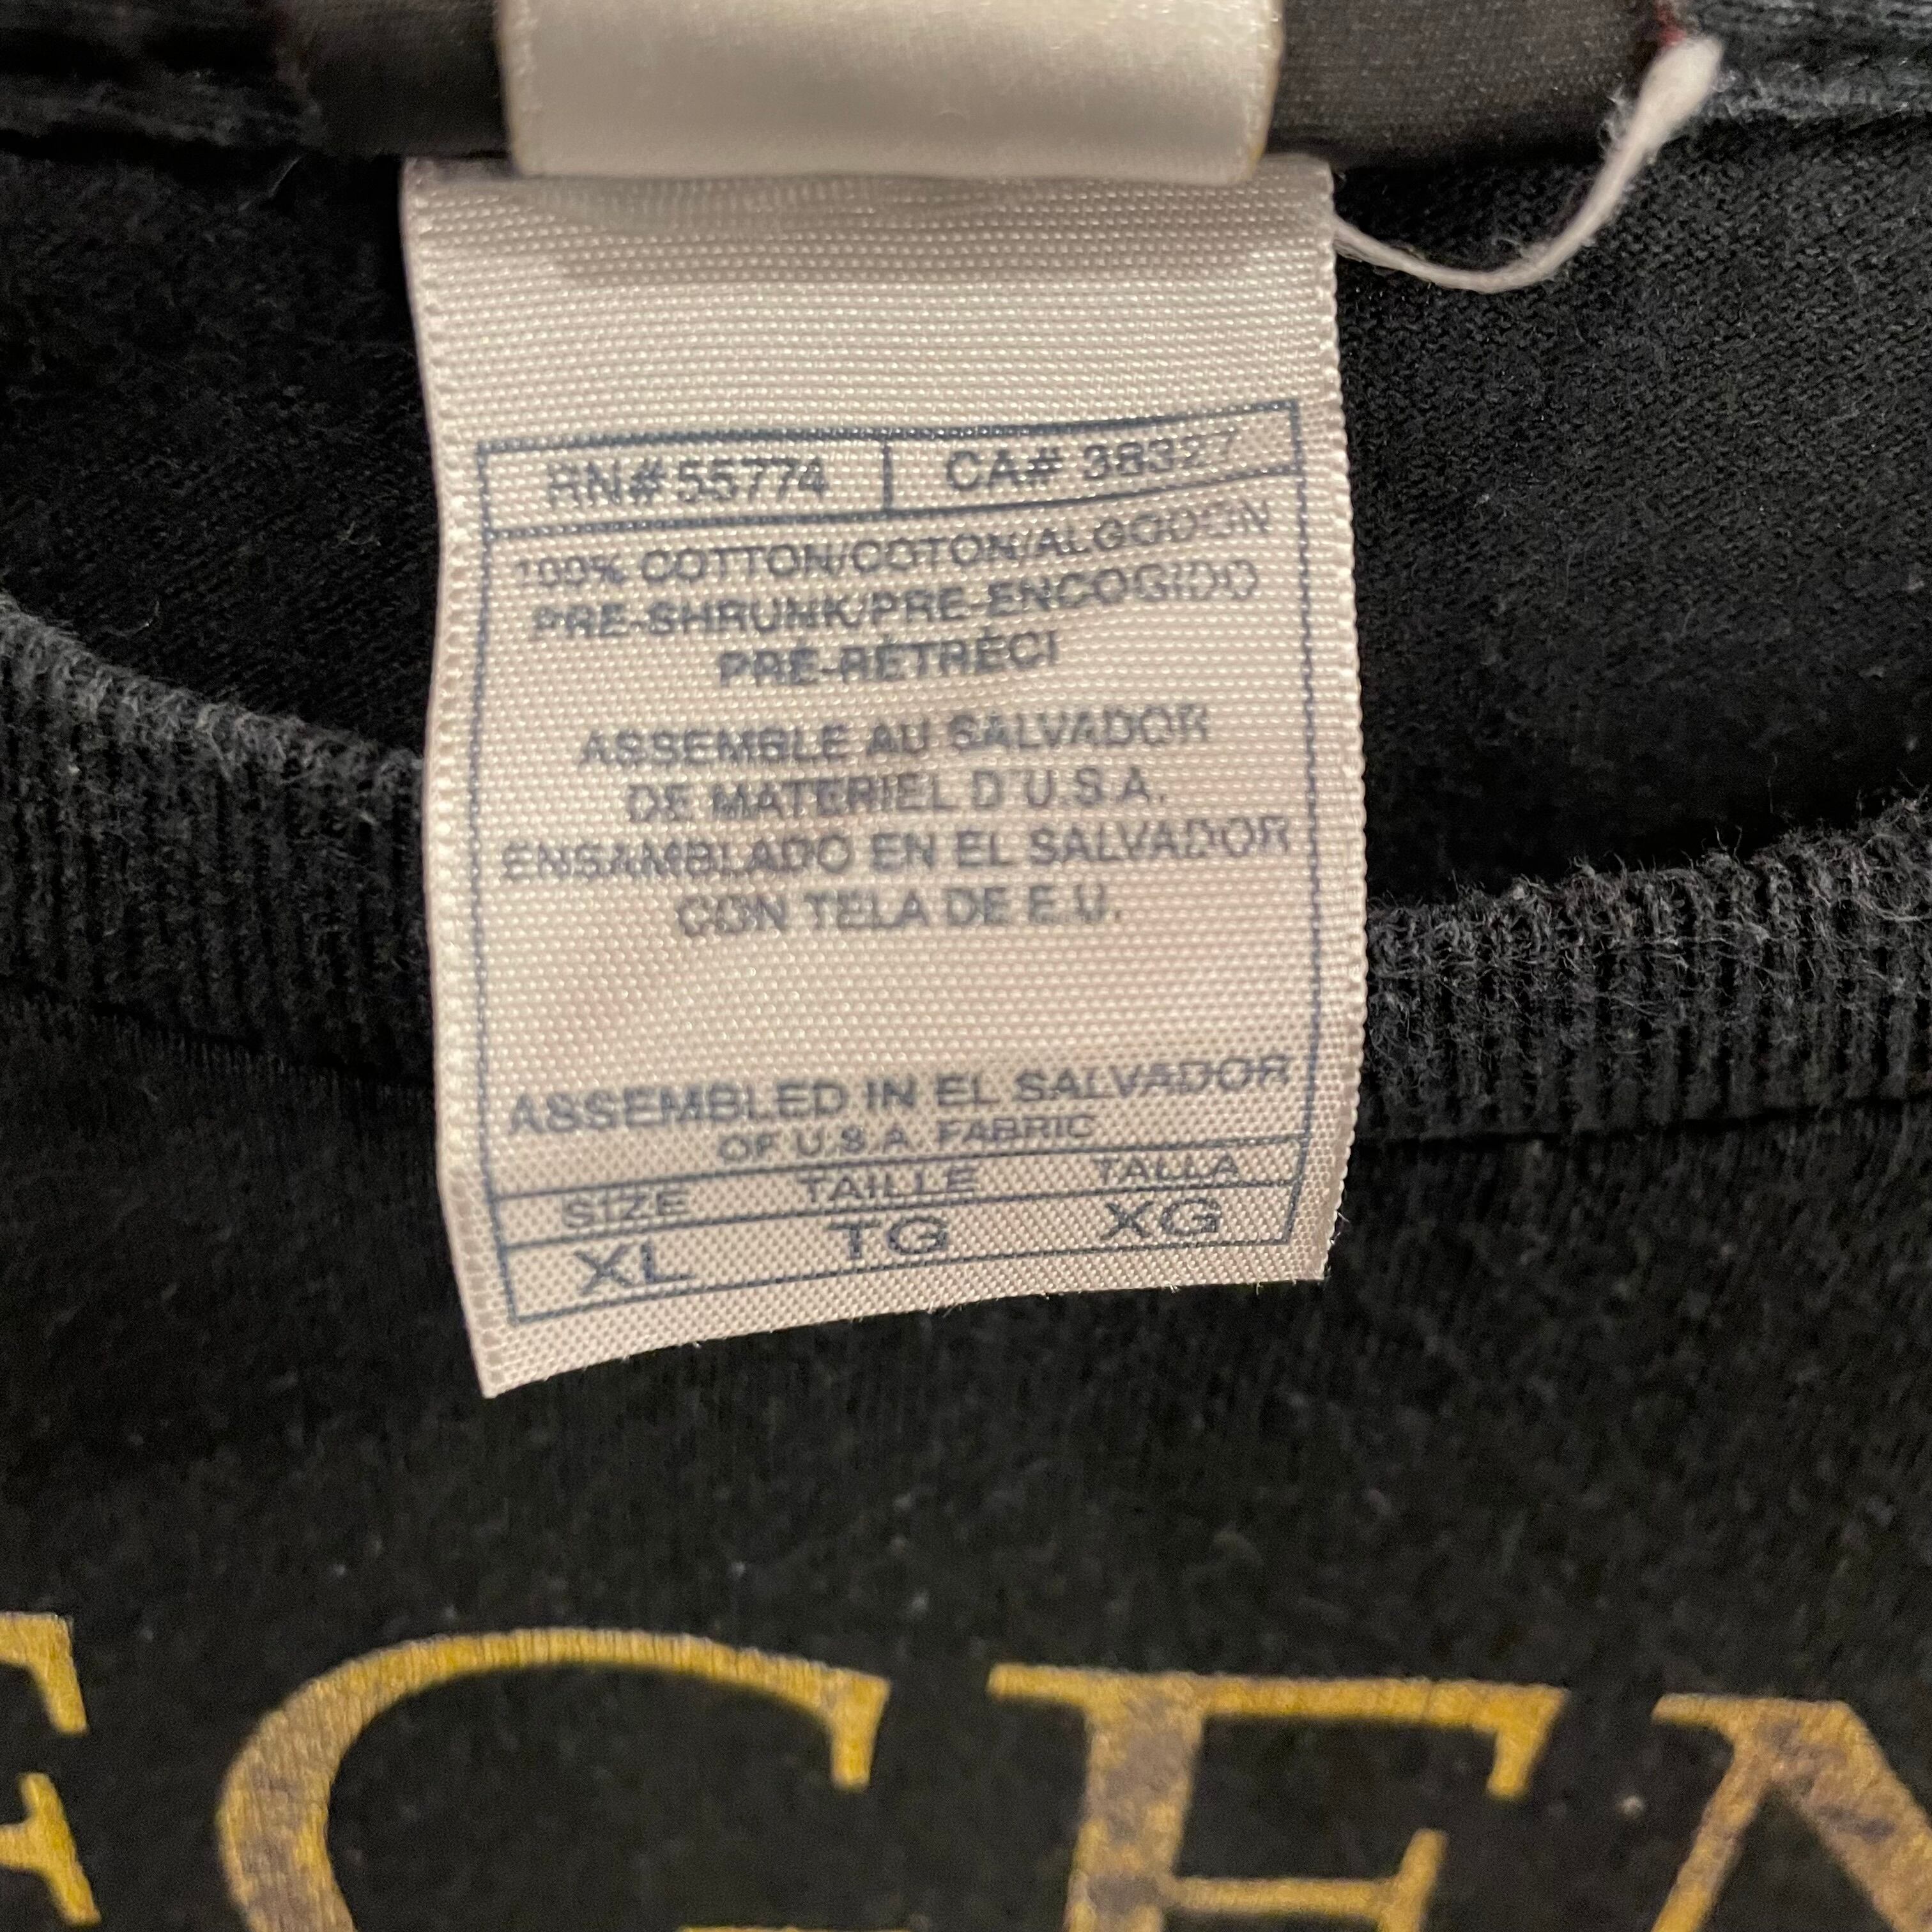 RN# 55774 CA# 38327
100% COTTON/COTON/ALGODON
PRE-SHRUNK/PRE-ENCOGIDO
PRÉ-RÉTRÉCI
ASSEMBLE AU SALVADOR
DE MATERIEL D'U.S.A.
ENSAMBLADO EN EL SALVADOR
CON TELA DE E.U.
ASSEMBLED IN EL SALVADOR
OF U.S.A. FABRIC
SIZE TAILLE TALLA
XL TG XG